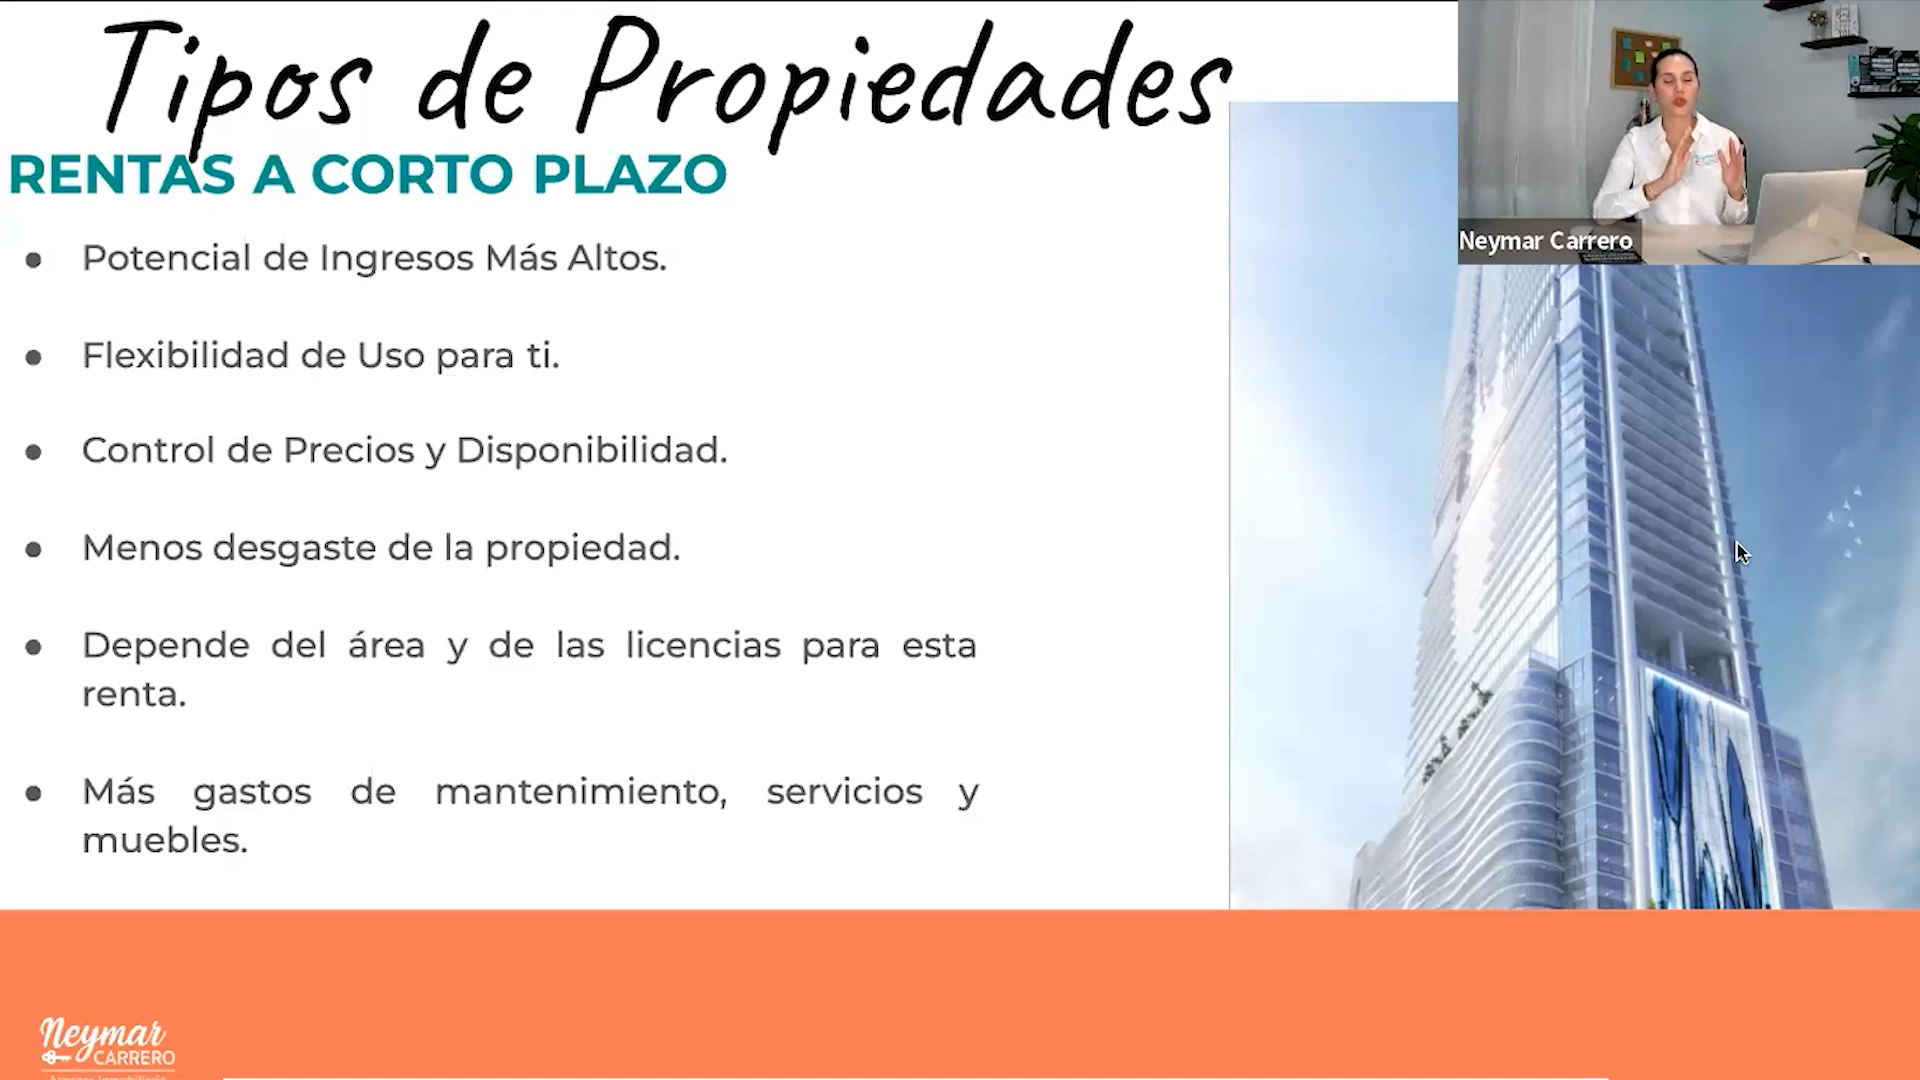 Tipos de Propiedades
RENTAS A CORTO PLAZO
Neymar Carrero
● Potencial de Ingresos Más Altos.
● Flexibilidad de Uso para ti.
● Control de Precios y Disponibilidad.
● Menos desgaste de la propiedad.
● Depende del área y de las licencias para esta
renta.
● Más gastos de mantenimiento, servicios y
muebles.
Neymar
CARRERO